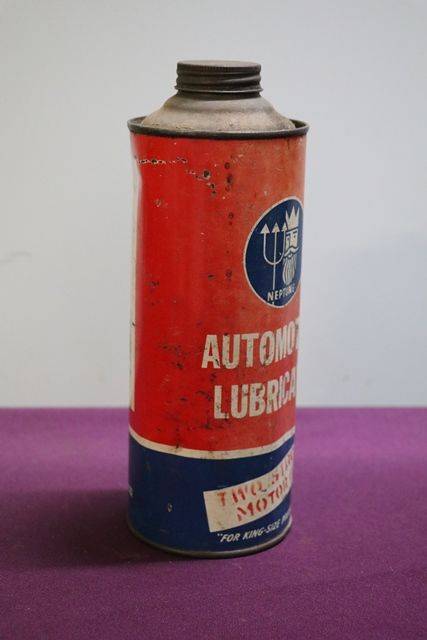 NEPTUNE
AUTOMOT
LUBRICA
TWO STR
MOTOR
"FOR KING-SIZE